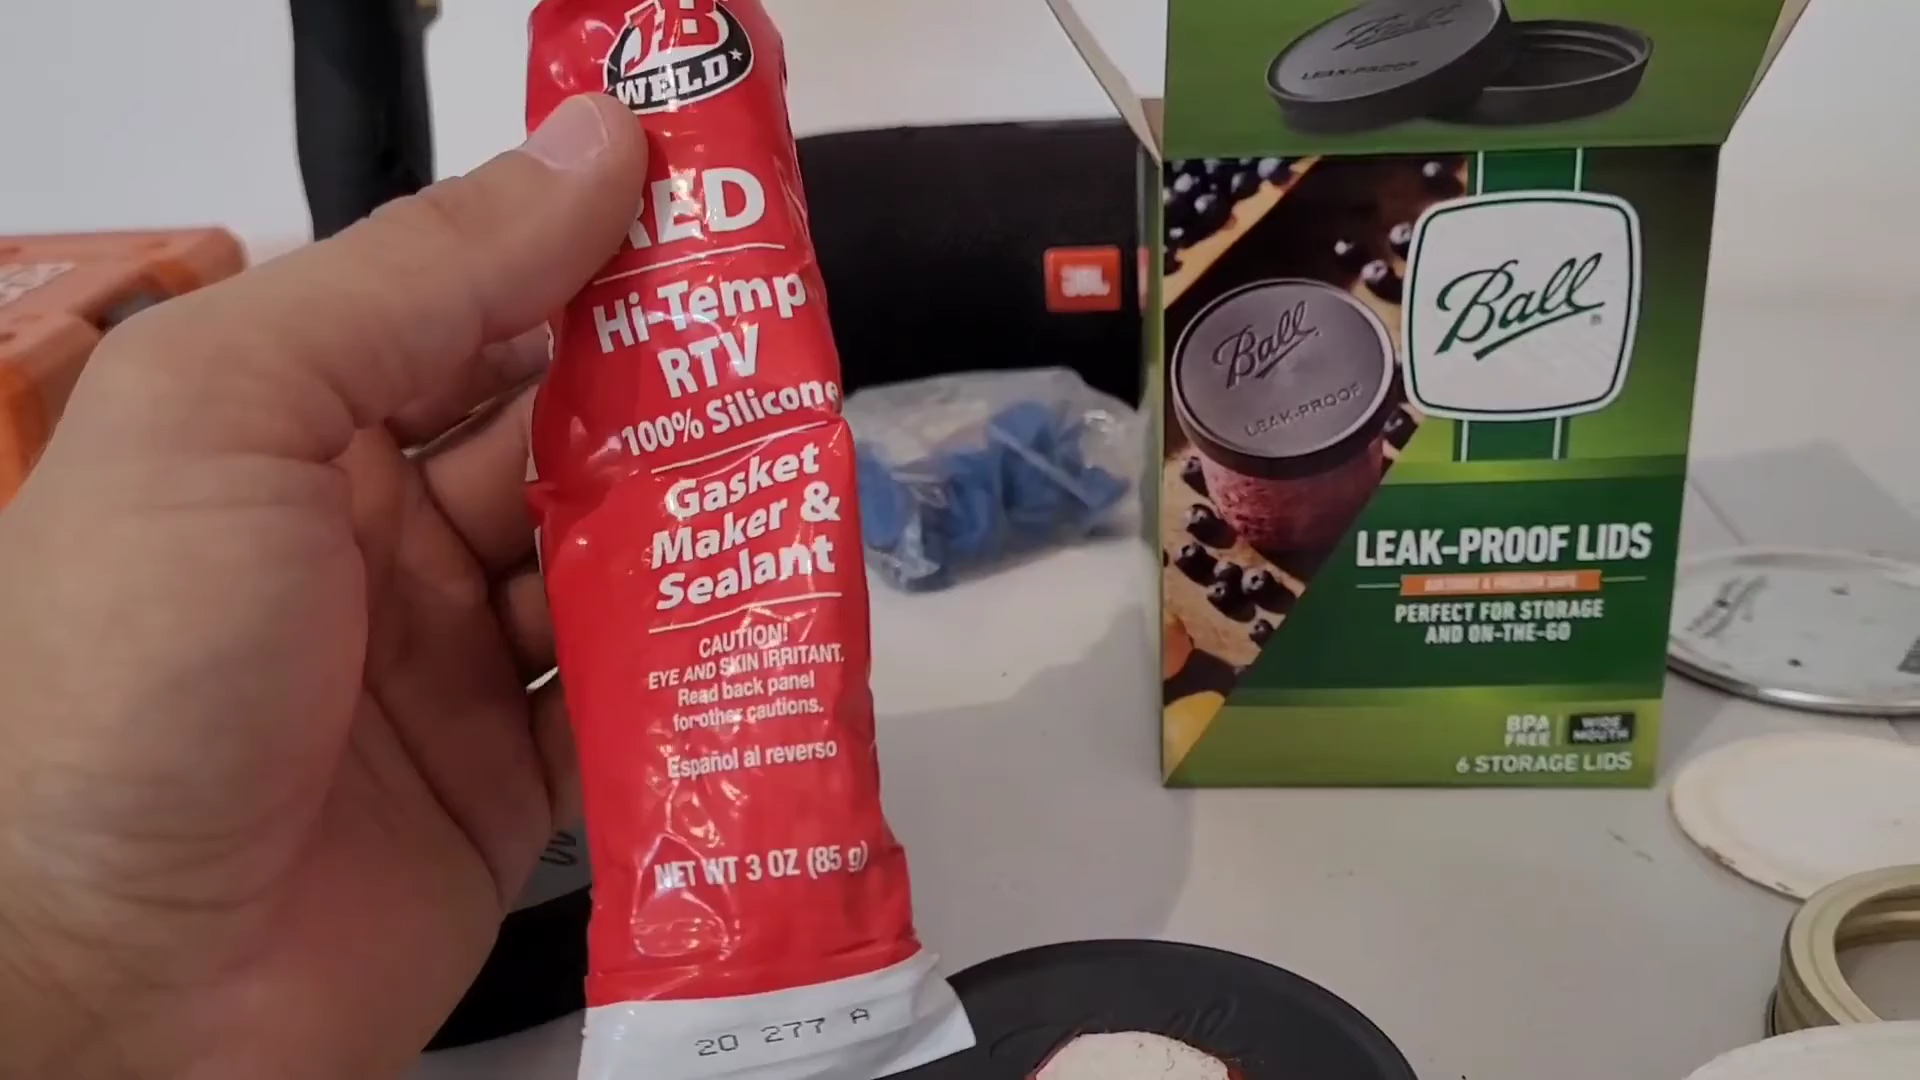 JB
WELD
RED
Hi-Temp
RTV
100% Silicone
Gasket
Maker &
Sealant
CAUTION!
EYE AND SKIN IRRITANT.
Read back panel
for other cautions.
Español al reverso
NET WT 3 OZ (85 g)
20 277 A
JBL
Ball
LEAK-PROOF
Ball
LEAK-PROOF
Ball
LEAK-PROOF LIDS
PERFECT FOR STORAGE
AND ON-THE-GO
BPA
FREE
WIDE
MOUTH
6 STORAGE LIDS